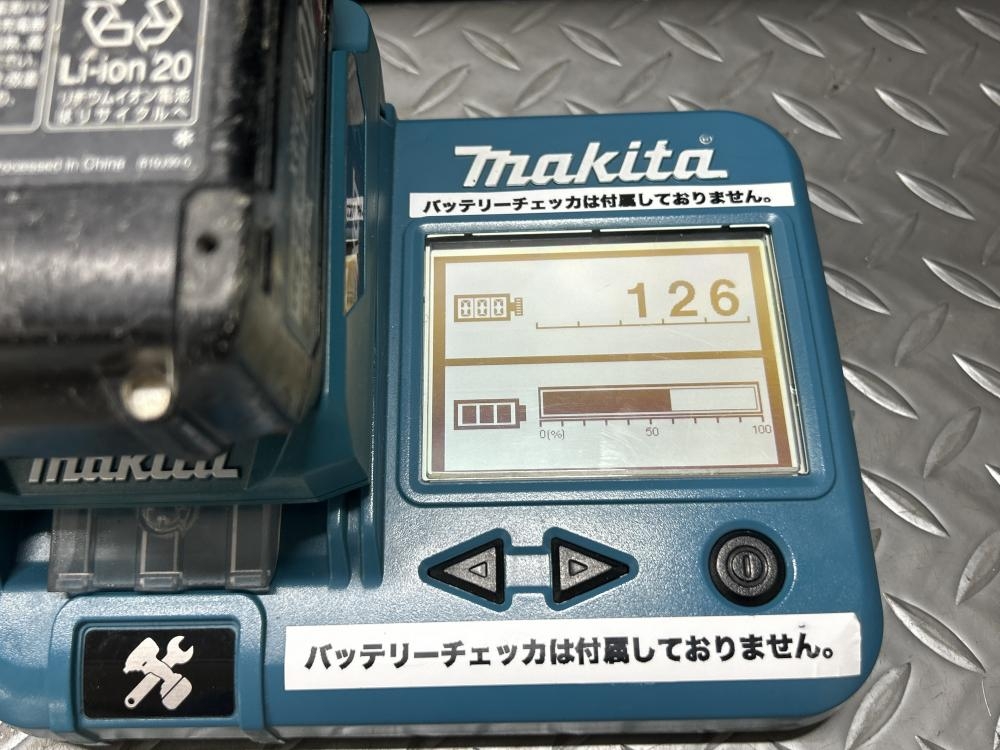 Li-ion 20
リチウムイオン電池
はリサイクルへ
Processed in China
makita
バッテリーチェッカは付属しておりません。
000
126
0(%)
50
100
makita
バッテリーチェッカは付属しておりません。